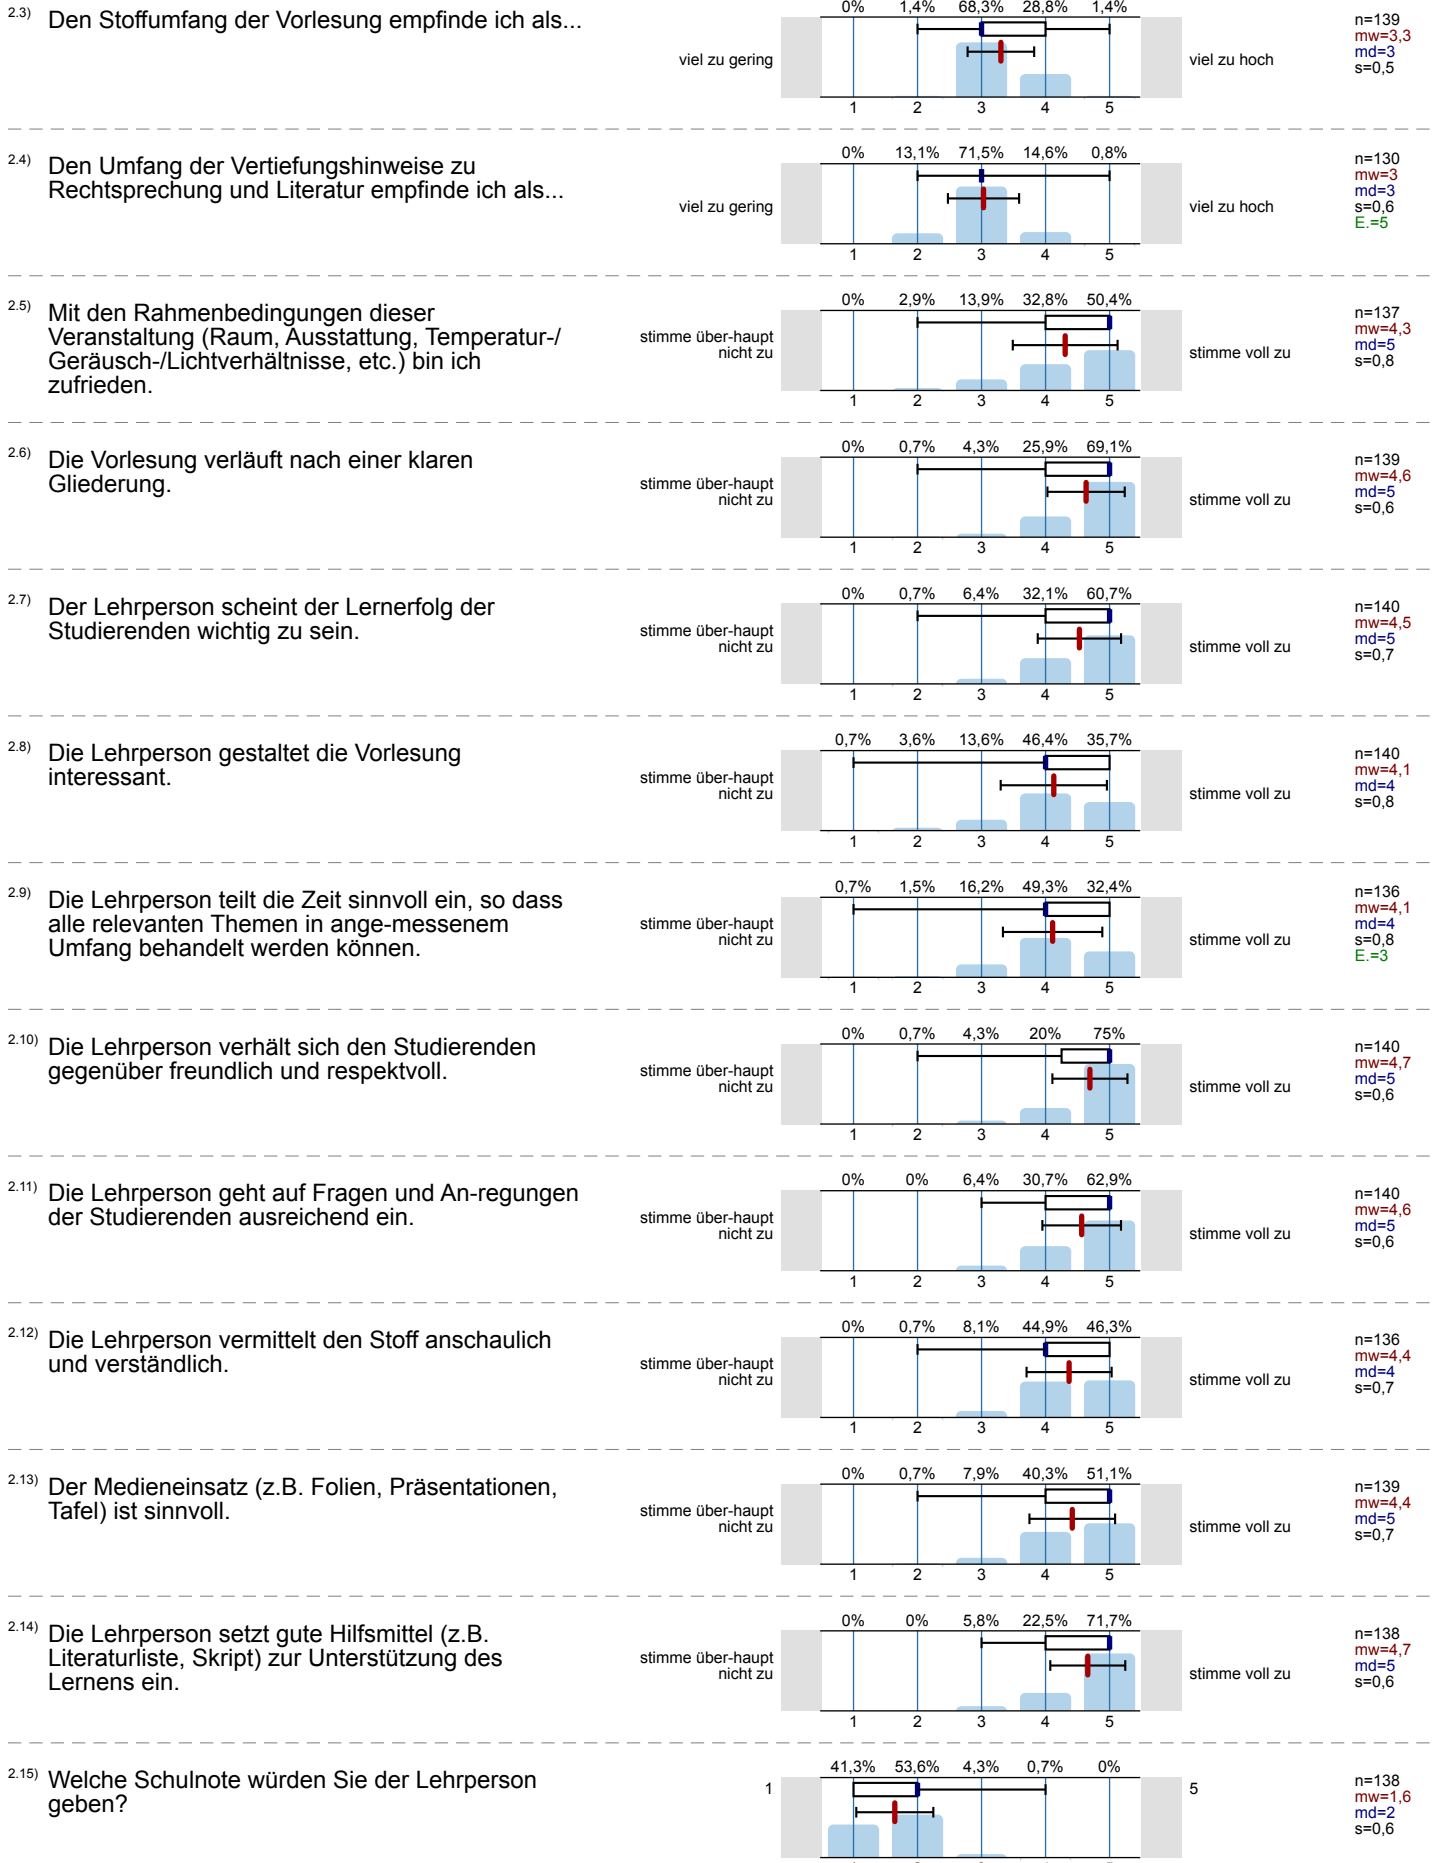 2.3) Den Stoffumfang der Vorlesung empfinde ich als...
0% 1,4% 68,3% 28,8% 1,4%
viel zu gering
viel zu hoch
1 2 3 4 5
n=139
mw=3,3
md=3
s=0,5
2.4) Den Umfang der Vertiefungshinweise zu
Rechtsprechung und Literatur empfinde ich als...
0% 13,1% 71,5% 14,6% 0,8%
viel zu gering
viel zu hoch
1 2 3 4 5
n=130
mw=3
md=3
s=0,6
E.=5
2.5) Mit den Rahmenbedingungen dieser
Veranstaltung (Raum, Ausstattung, Temperatur-/
Geräusch-/Lichtverhältnisse, etc.) bin ich
zufrieden.
0% 2,9% 13,9% 32,8% 50,4%
stimme über-haupt
nicht zu
stimme voll zu
1 2 3 4 5
n=137
mw=4,3
md=5
s=0,8
2.6) Die Vorlesung verläuft nach einer klaren
Gliederung.
0% 0,7% 4,3% 25,9% 69,1%
stimme über-haupt
nicht zu
stimme voll zu
1 2 3 4 5
n=139
mw=4,6
md=5
s=0,6
2.7) Der Lehrperson scheint der Lernerfolg der
Studierenden wichtig zu sein.
0% 0,7% 6,4% 32,1% 60,7%
stimme über-haupt
nicht zu
stimme voll zu
1 2 3 4 5
n=140
mw=4,5
md=5
s=0,7
2.8) Die Lehrperson gestaltet die Vorlesung
interessant.
0,7% 3,6% 13,6% 46,4% 35,7%
stimme über-haupt
nicht zu
stimme voll zu
1 2 3 4 5
n=140
mw=4,1
md=4
s=0,8
2.9) Die Lehrperson teilt die Zeit sinnvoll ein, so dass
alle relevanten Themen in ange-messenem
Umfang behandelt werden können.
0,7% 1,5% 16,2% 49,3% 32,4%
stimme über-haupt
nicht zu
stimme voll zu
1 2 3 4 5
n=136
mw=4,1
md=4
s=0,8
E.=3
2.10) Die Lehrperson verhält sich den Studierenden
gegenüber freundlich und respektvoll.
0% 0,7% 4,3% 20% 75%
stimme über-haupt
nicht zu
stimme voll zu
1 2 3 4 5
n=140
mw=4,7
md=5
s=0,6
2.11) Die Lehrperson geht auf Fragen und An-regungen
der Studierenden ausreichend ein.
0% 0% 6,4% 30,7% 62,9%
stimme über-haupt
nicht zu
stimme voll zu
1 2 3 4 5
n=140
mw=4,6
md=5
s=0,6
2.12) Die Lehrperson vermittelt den Stoff anschaulich
und verständlich.
0% 0,7% 8,1% 44,9% 46,3%
stimme über-haupt
nicht zu
stimme voll zu
1 2 3 4 5
n=136
mw=4,4
md=4
s=0,7
2.13) Der Medieneinsatz (z.B. Folien, Präsentationen,
Tafel) ist sinnvoll.
0% 0,7% 7,9% 40,3% 51,1%
stimme über-haupt
nicht zu
stimme voll zu
1 2 3 4 5
n=139
mw=4,4
md=5
s=0,7
2.14) Die Lehrperson setzt gute Hilfsmittel (z.B.
Literaturliste, Skript) zur Unterstützung des
Lernens ein.
0% 0% 5,8% 22,5% 71,7%
stimme über-haupt
nicht zu
stimme voll zu
1 2 3 4 5
n=138
mw=4,7
md=5
s=0,6
2.15) Welche Schulnote würden Sie der Lehrperson
geben?
41,3% 53,6% 4,3% 0,7% 0%
1
5
n=138
mw=1,6
md=2
s=0,6